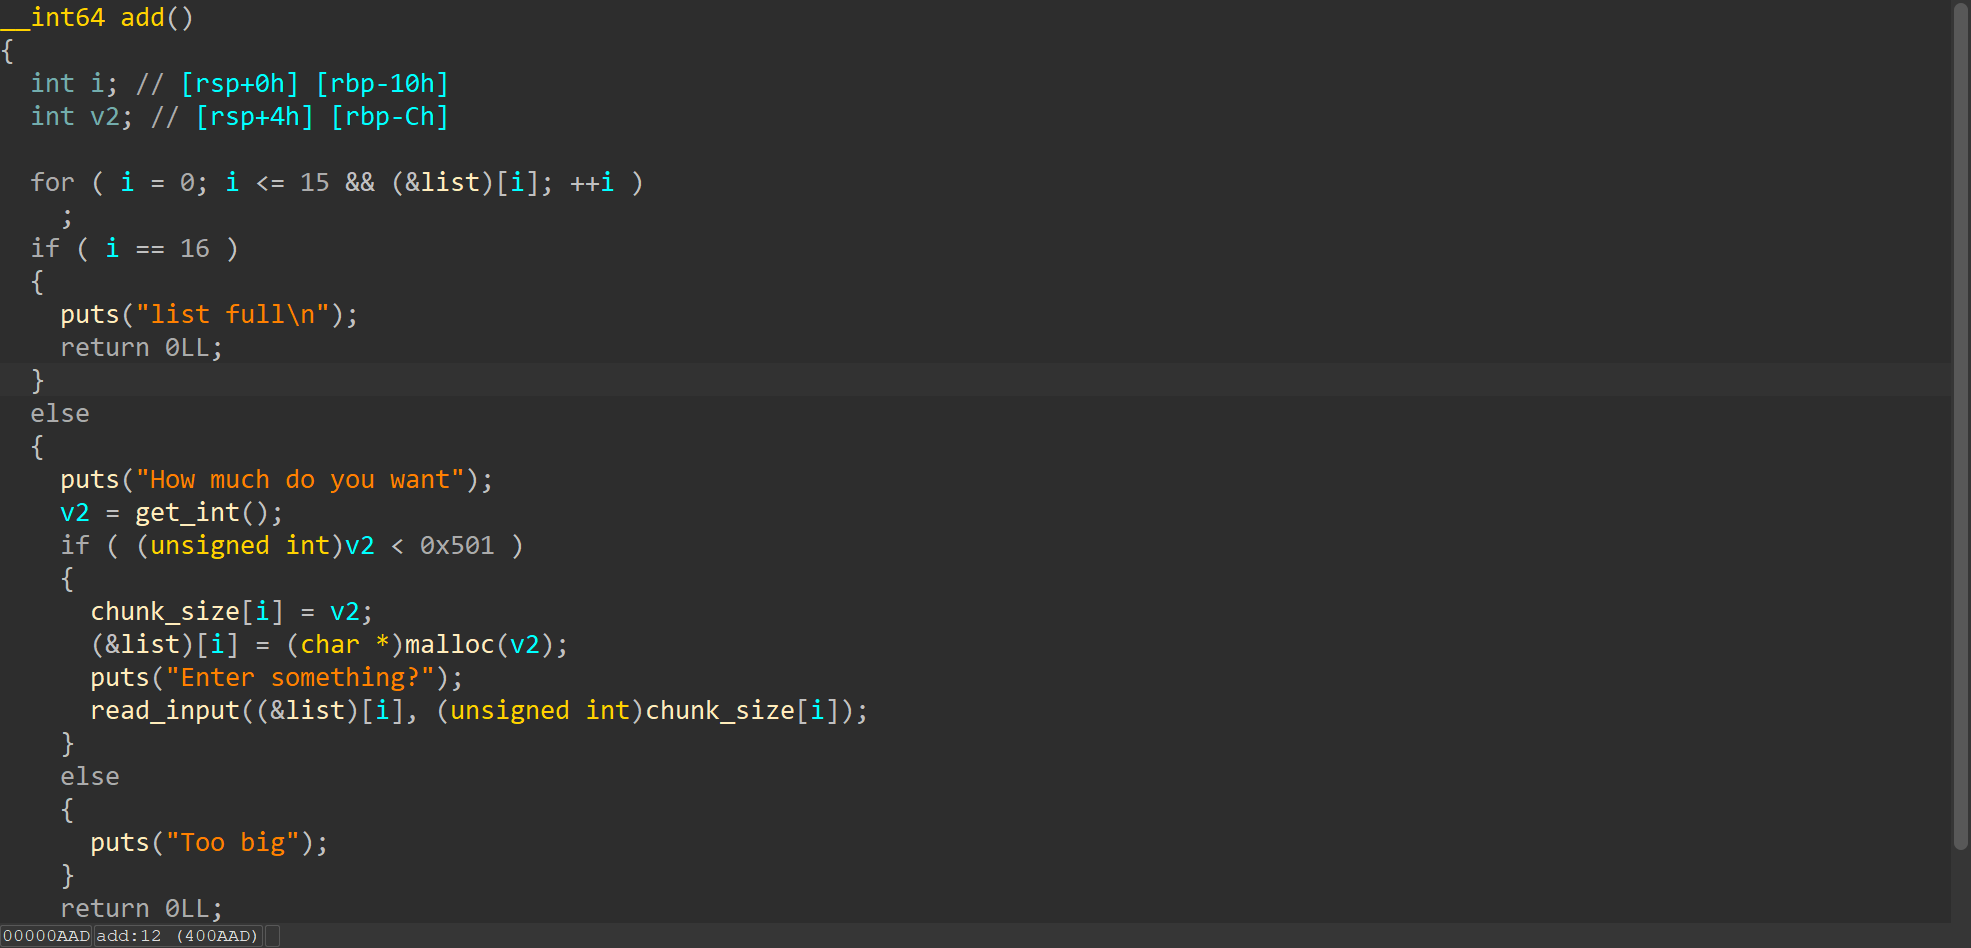 __int64 add()
{
  int i; // [rsp+0h] [rbp-10h]
  int v2; // [rsp+4h] [rbp-Ch]

  for ( i = 0; i <= 15 && (&list)[i]; ++i )
    ;
  if ( i == 16 )
  {
    puts("list full\n");
    return 0LL;
  }
  else
  {
    puts("How much do you want");
    v2 = get_int();
    if ( (unsigned int)v2 < 0x501 )
    {
      chunk_size[i] = v2;
      (&list)[i] = (char *)malloc(v2);
      puts("Enter something?");
      read_input((&list)[i], (unsigned int)chunk_size[i]);
    }
    else
    {
      puts("Too big");
    }
    return 0LL;
00000AAD add:12 (400AAD)